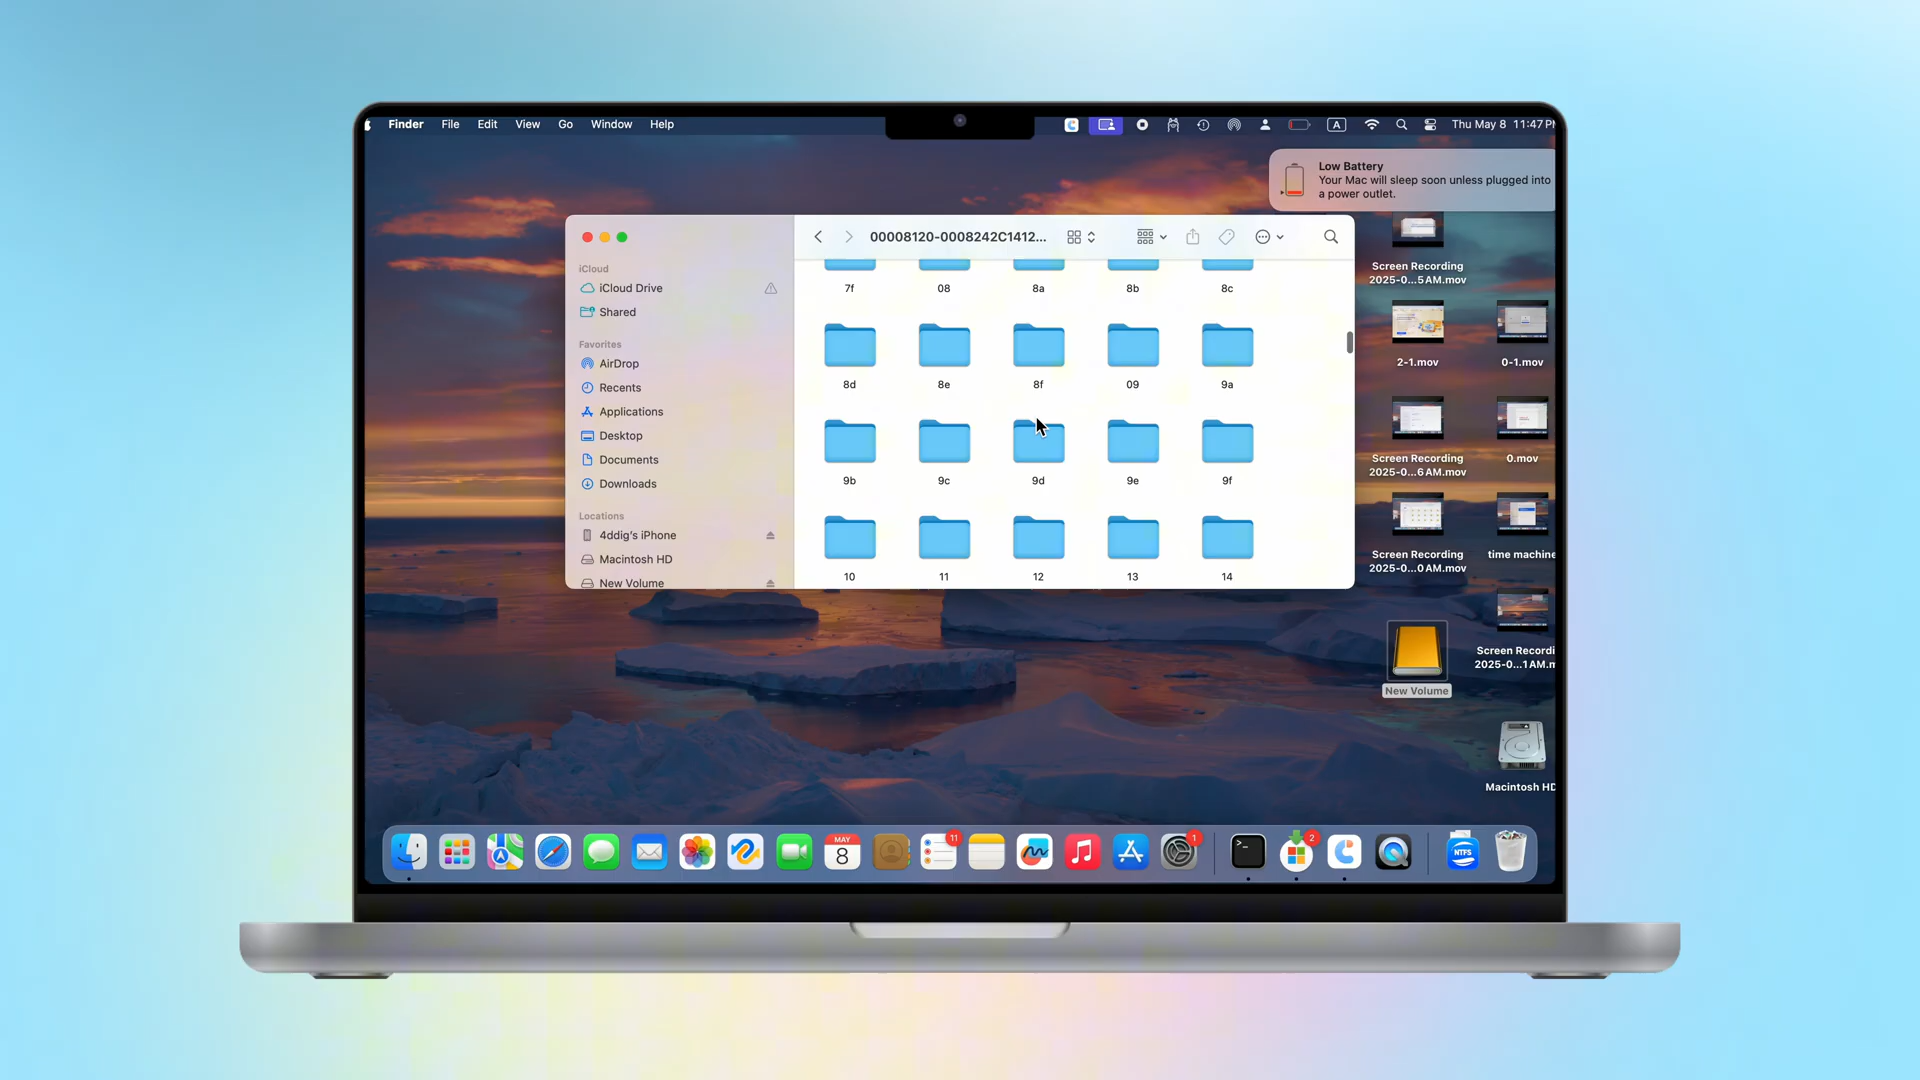 Finder File Edit View Go Window Help
A Thu May 8 11:47 PM
Low Battery
Your Mac will sleep soon unless plugged into
a power outlet.
00008120-0008242C1412...
iCloud
iCloud Drive
Shared
Favorites
AirDrop
Recents
Applications
Desktop
Documents
Downloads
Locations
4ddig's iPhone
Macintosh HD
New Volume
7f 08 8a 8b 8c
8d 8e 8f 09 9a
9b 9c 9d 9e 9f
10 11 12 13 14
Screen Recording
2025-0...5 AM.mov
2-1.mov
0-1.mov
Screen Recording
2025-0...6 AM.mov
0.mov
Screen Recording
2025-0...0 AM.mov
time machine
Screen Recordi
2025-0...1 AM.m
New Volume
Macintosh HD
MAY
8
11
1
>_
2
NTFS